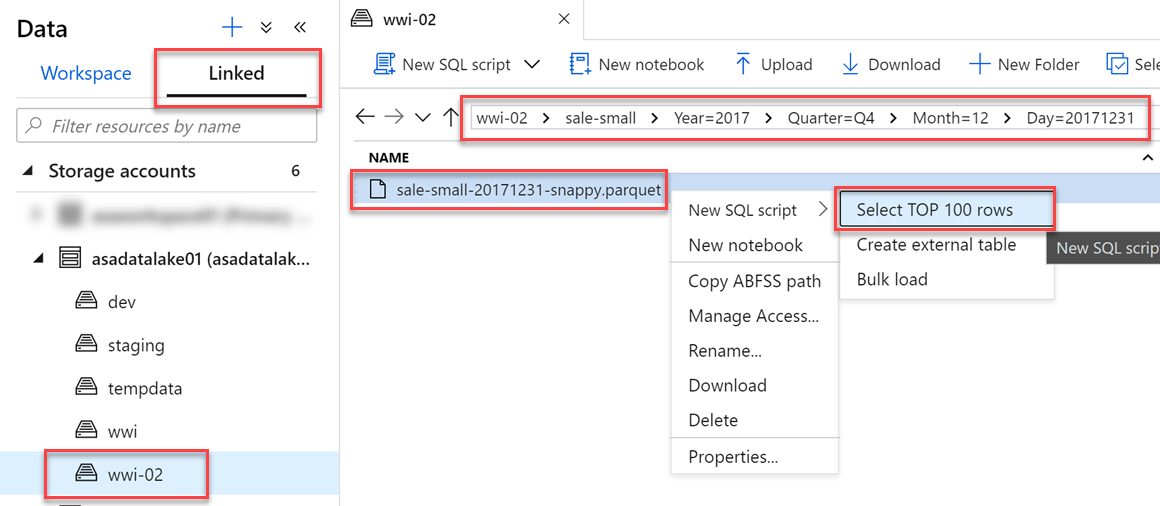 Data
Workspace
Linked
Filter resources by name
Storage accounts 6
asadatalake01 (asadatalak...
dev
staging
tempdata
wwi
wwi-02
wwi-02
New SQL script
New notebook
Upload
Download
New Folder
Sele
wwi-02 > sale-small > Year=2017 > Quarter=Q4 > Month=12 > Day=20171231
NAME
sale-small-20171231-snappy.parquet
New SQL script >
New notebook
Copy ABFSS path
Manage Access...
Rename...
Download
Delete
Properties...
Select TOP 100 rows
Create external table
Bulk load
New SQL scrip